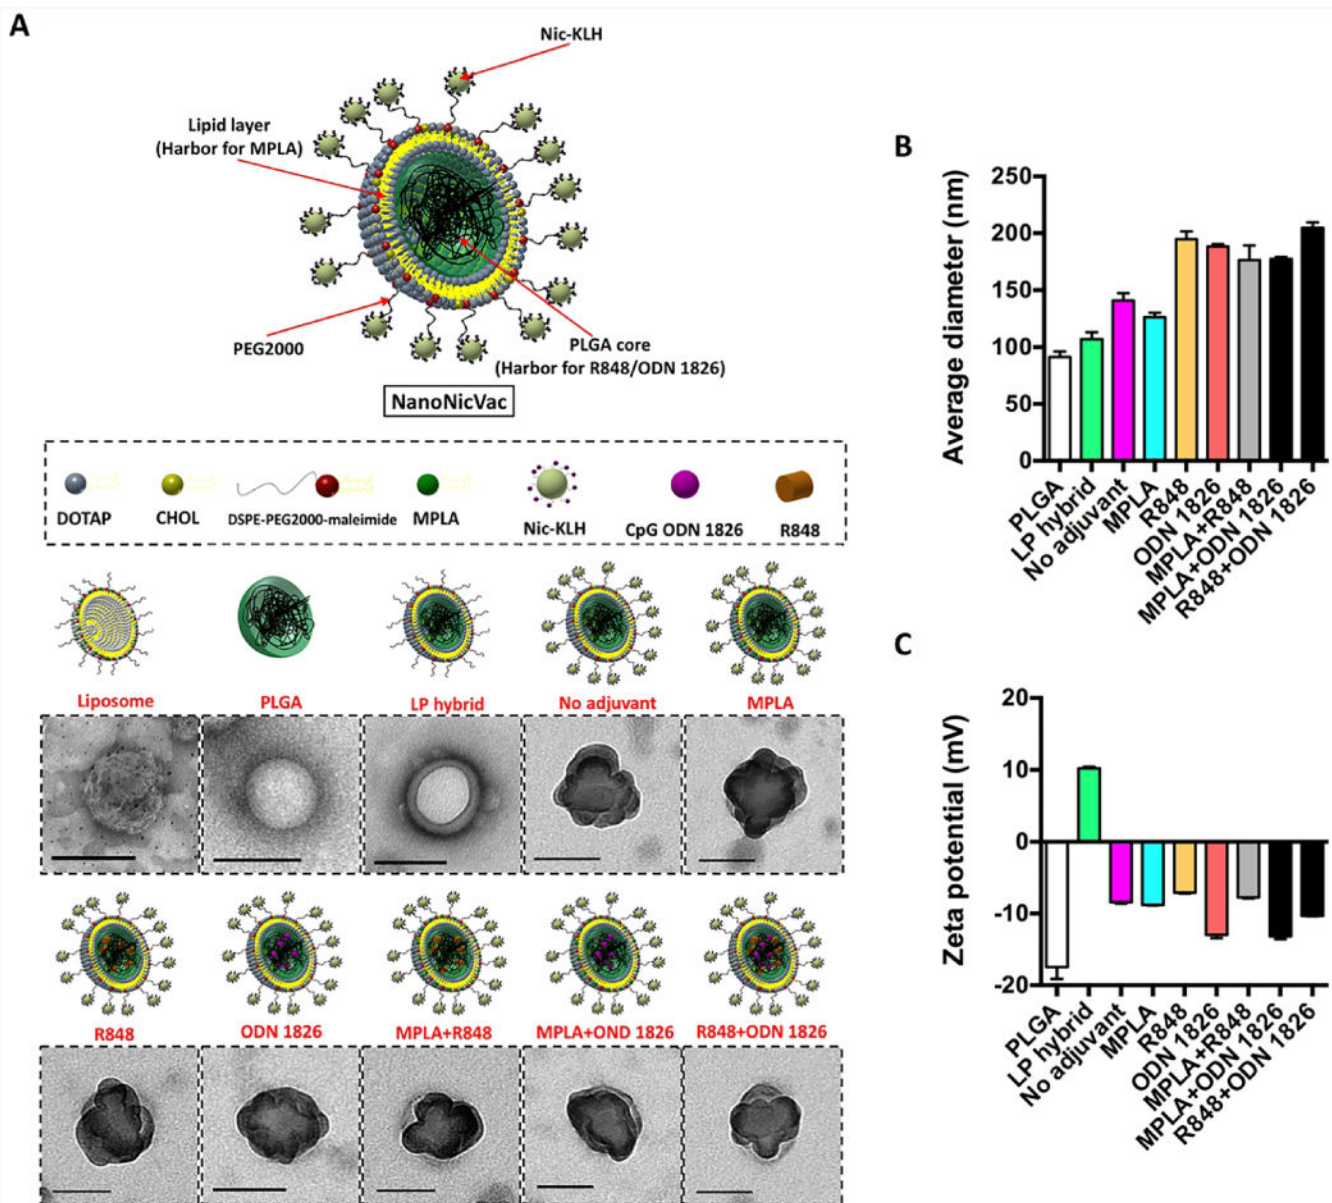 A
Nic-KLH
Lipid layer
(Harbor for MPLA)
PEG2000
PLGA core
(Harbor for R848/ODN 1826)
NanoNicVac
DOTAP
CHOL
DSPE-PEG2000-maleimide
MPLA
Nic-KLH
CpG ODN 1826
R848
Liposome
PLGA
LP hybrid
No adjuvant
MPLA
R848
ODN 1826
MPLA+R848
MPLA+OND 1826
R848+ODN 1826
B
Average diameter (nm)
250
200
150
100
50
0
PLGA
LP hybrid
No adjuvant
MPLA
R848
ODN 1826
MPLA+R848
MPLA+ODN 1826
R848+ODN 1826
C
Zeta potential (mV)
20
10
0
-10
-20
PLGA
LP hybrid
No adjuvant
MPLA
R848
ODN 1826
MPLA+R848
MPLA+ODN 1826
R848+ODN 1826